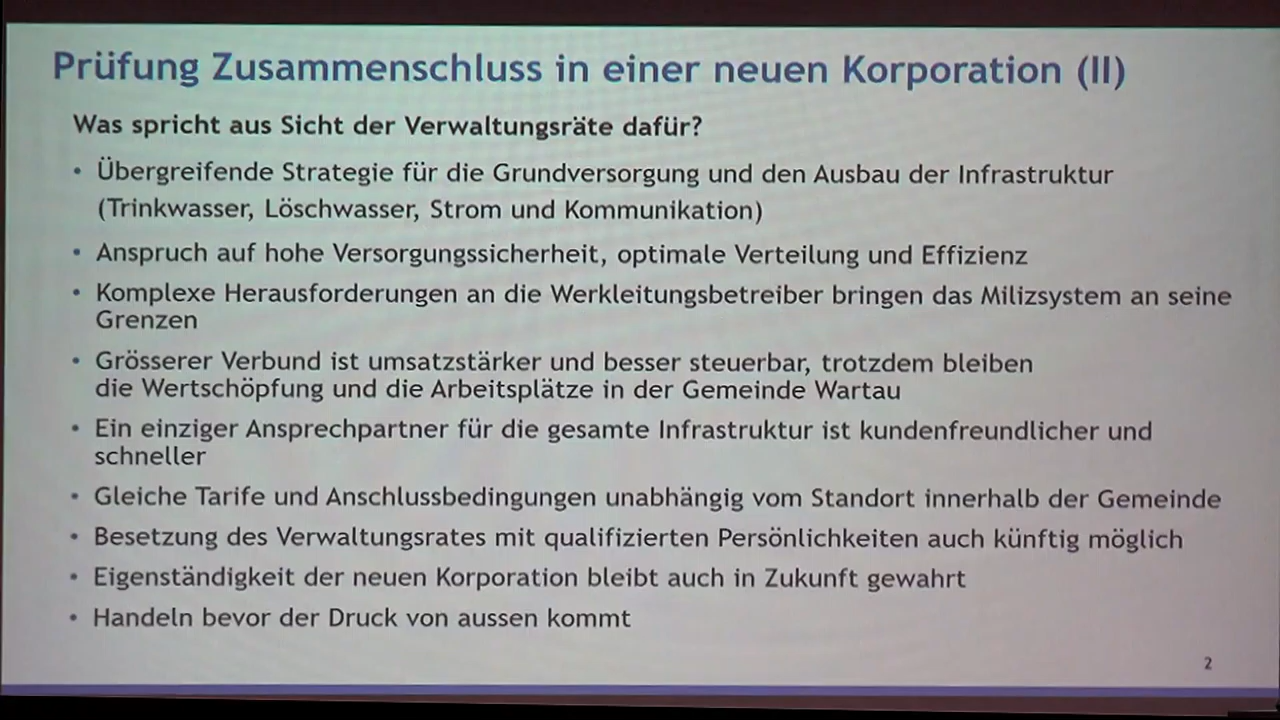 Prüfung Zusammenschluss in einer neuen Korporation (II)
Was spricht aus Sicht der Verwaltungsräte dafür?
• Übergreifende Strategie für die Grundversorgung und den Ausbau der Infrastruktur
(Trinkwasser, Löschwasser, Strom und Kommunikation)
• Anspruch auf hohe Versorgungssicherheit, optimale Verteilung und Effizienz
• Komplexe Herausforderungen an die Werkleitungsbetreiber bringen das Milizsystem an seine
Grenzen
• Grösserer Verbund ist umsatzstärker und besser steuerbar, trotzdem bleiben
die Wertschöpfung und die Arbeitsplätze in der Gemeinde Wartau
• Ein einziger Ansprechpartner für die gesamte Infrastruktur ist kundenfreundlicher und
schneller
• Gleiche Tarife und Anschlussbedingungen unabhängig vom Standort innerhalb der Gemeinde
• Besetzung des Verwaltungsrates mit qualifizierten Persönlichkeiten auch künftig möglich
• Eigenständigkeit der neuen Korporation bleibt auch in Zukunft gewahrt
• Handeln bevor der Druck von aussen kommt
2